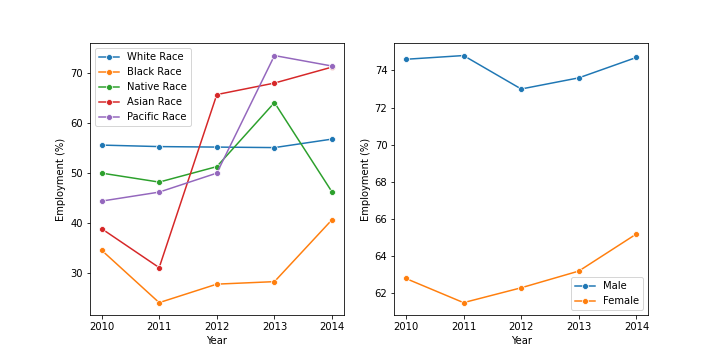 White Race
Black Race
Native Race
Asian Race
Pacific Race
70
60
50
40
30
Employment (%)
2010 2011 2012 2013 2014
Year
74
72
70
68
66
64
62
Employment (%)
Male
Female
2010 2011 2012 2013 2014
Year